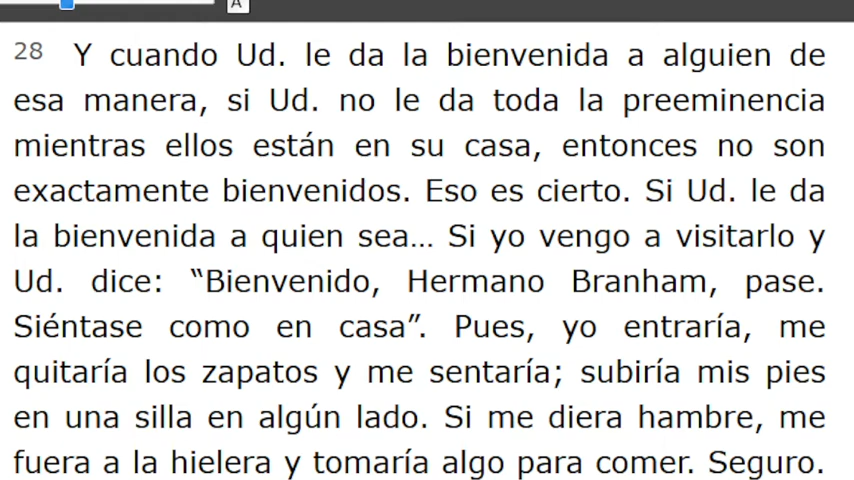 A
28 Y cuando Ud. le da la bienvenida a alguien de
esa manera, si Ud. no le da toda la preeminencia
mientras ellos están en su casa, entonces no son
exactamente bienvenidos. Eso es cierto. Si Ud. le da
la bienvenida a quien sea… Si yo vengo a visitarlo y
Ud. dice: “Bienvenido, Hermano Branham, pase.
Siéntase como en casa”. Pues, yo entraría, me
quitaría los zapatos y me sentaría; subiría mis pies
en una silla en algún lado. Si me diera hambre, me
fuera a la hielera y tomaría algo para comer. Seguro.